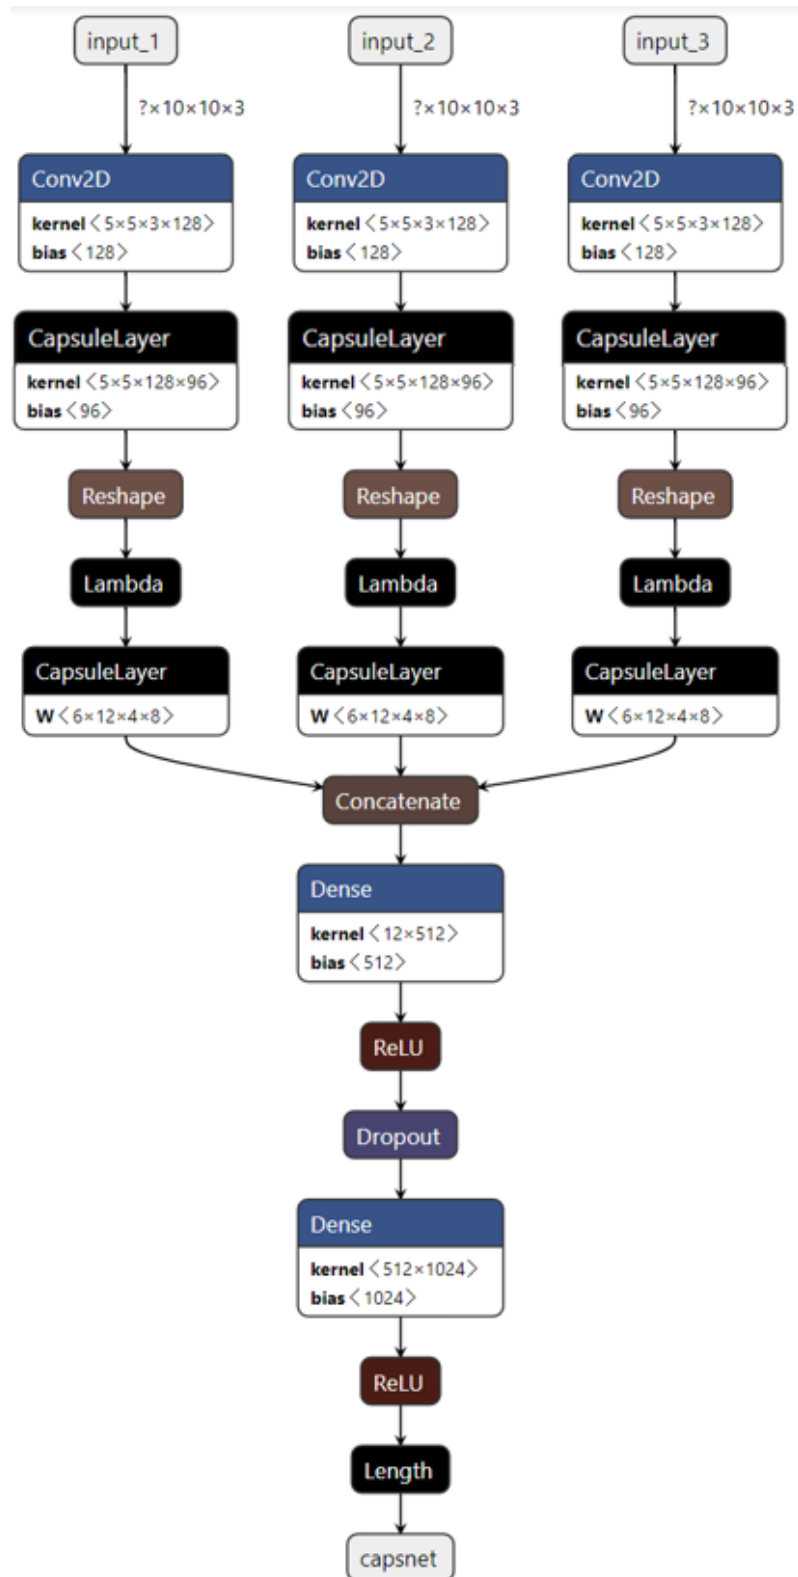 input_1 input_2 input_3
?×10×10×3 ?×10×10×3 ?×10×10×3
Conv2D Conv2D Conv2D
kernel〈5×5×3×128〉 kernel〈5×5×3×128〉 kernel〈5×5×3×128〉
bias〈128〉 bias〈128〉 bias〈128〉
CapsuleLayer CapsuleLayer CapsuleLayer
kernel〈5×5×128×96〉 kernel〈5×5×128×96〉 kernel〈5×5×128×96〉
bias〈96〉 bias〈96〉 bias〈96〉
Reshape Reshape Reshape
Lambda Lambda Lambda
CapsuleLayer CapsuleLayer CapsuleLayer
W〈6×12×4×8〉 W〈6×12×4×8〉 W〈6×12×4×8〉
Concatenate
Dense
kernel〈12×512〉
bias〈512〉
ReLU
Dropout
Dense
kernel〈512×1024〉
bias〈1024〉
ReLU
Length
capsnet